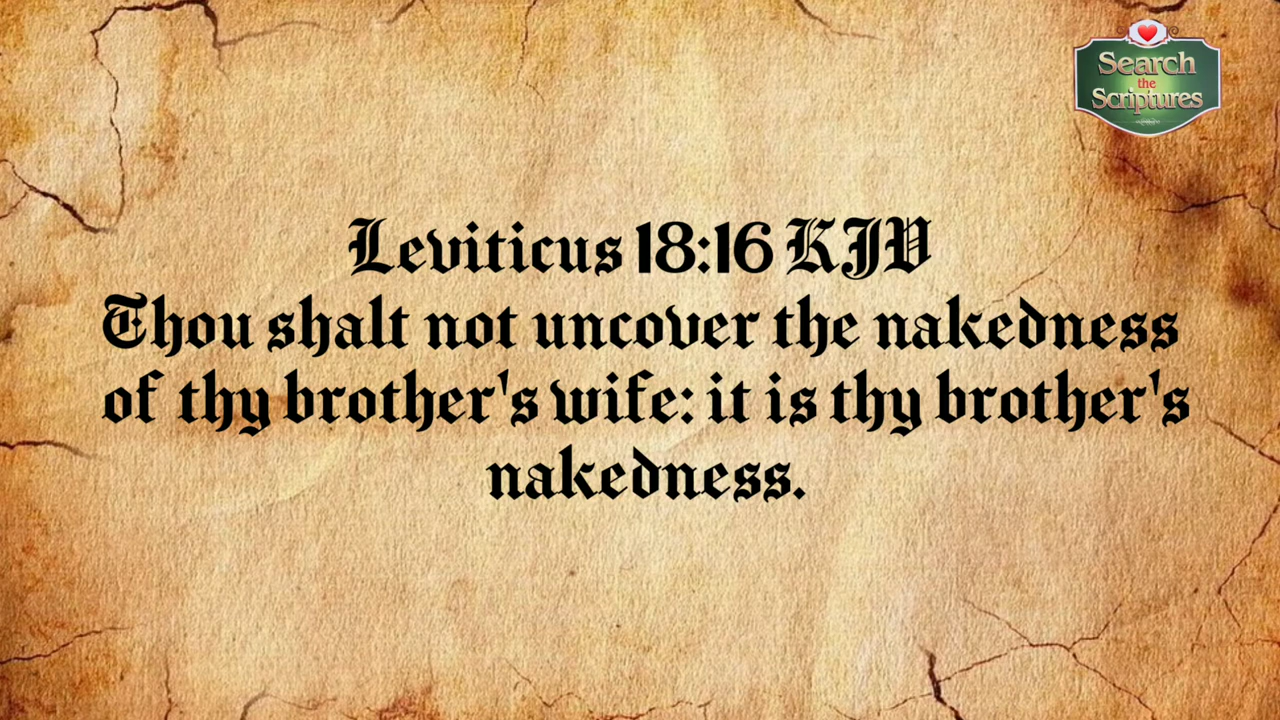 Search
the
Scriptures
Leviticus 18:16 KJV
Thou shalt not uncover the nakedness
of thy brother's wife: it is thy brother's
nakedness.